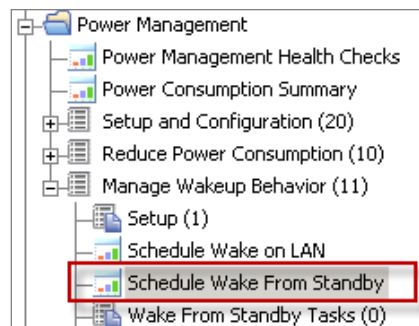 Power Management
Power Management Health Checks
Power Consumption Summary
Setup and Configuration (20)
Reduce Power Consumption (10)
Manage Wakeup Behavior (11)
Setup (1)
Schedule Wake on LAN
Schedule Wake From Standby
Wake From Standby Tasks (0)